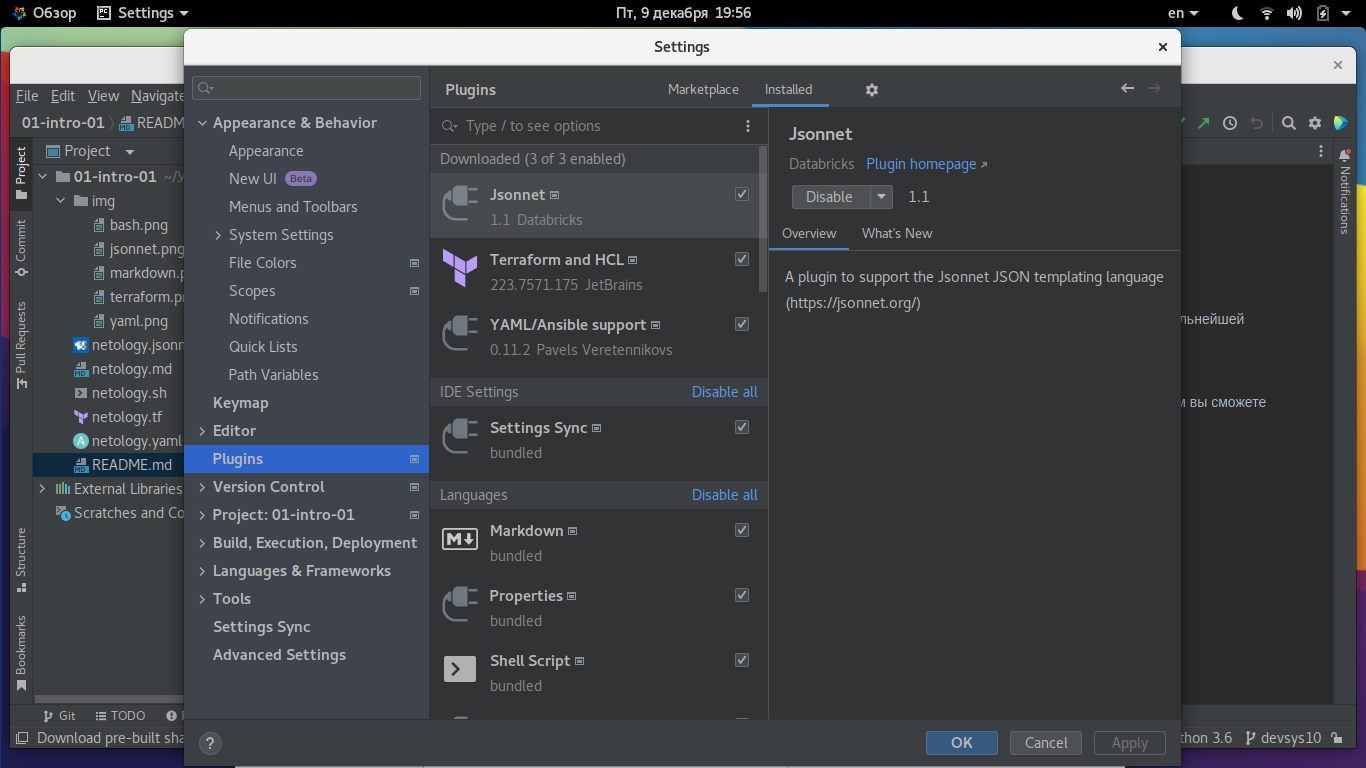 Обзор
Settings
Пт, 9 декабря 19:56
en
Settings
File Edit View Navigate
01-intro-01
Project
01-intro-01
img
bash.png
jsonnet.png
terraform
yaml.png
netology.md
netology.sh
netology.tf
netology.yaml
README.md
External Libraries
Scratches and Co
Project
Commit
Pull Requests
Structure
Bookmarks
Git
TODO
Download pre-built sha
Appearance & Behavior
Appearance
New UI Beta
Menus and Toolbars
System Settings
File Colors
Scopes
Notifications
Quick Lists
Path Variables
Keymap
Editor
Plugins
Version Control
Project: 01-intro-01
Build, Execution, Deployment
Languages & Frameworks
Tools
Settings Sync
Advanced Settings
?
Plugins
Marketplace
Installed
Type / to see options
Downloaded (3 of 3 enabled)
Jsonnet
1.1 Databricks
Terraform and HCL
223.7571.175 JetBrains
YAML/Ansible support
0.11.2 Pavels Veretennikovs
IDE Settings Disable all
Settings Sync
bundled
Languages Disable all
Markdown
bundled
Properties
bundled
Shell Script
bundled
Jsonnet
Databricks Plugin homepage
Disable 1.1
Overview What's New
A plugin to support the Jsonnet JSON templating language
(https://jsonnet.org/)
OK
Cancel
Apply
Notifications
льнейшей
м вы сможете
thon 3.6
devsys10